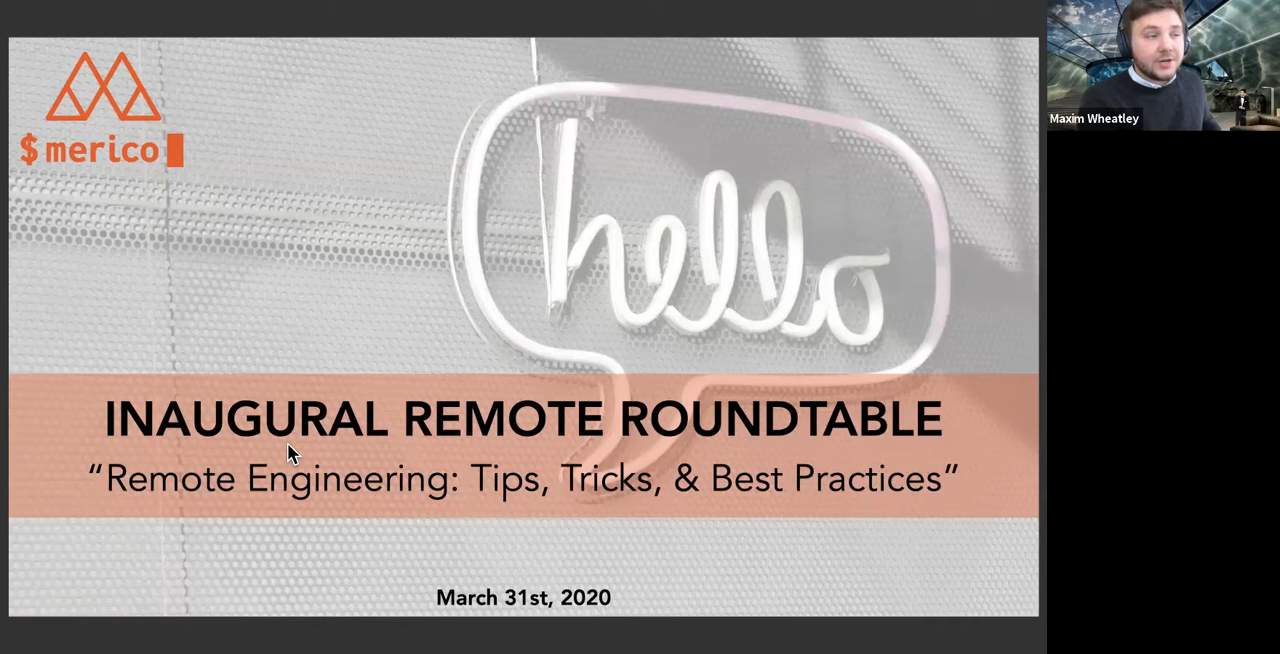 $merico
hello
INAUGURAL REMOTE ROUNDTABLE
“Remote Engineering: Tips, Tricks, & Best Practices”
March 31st, 2020
Maxim Wheatley